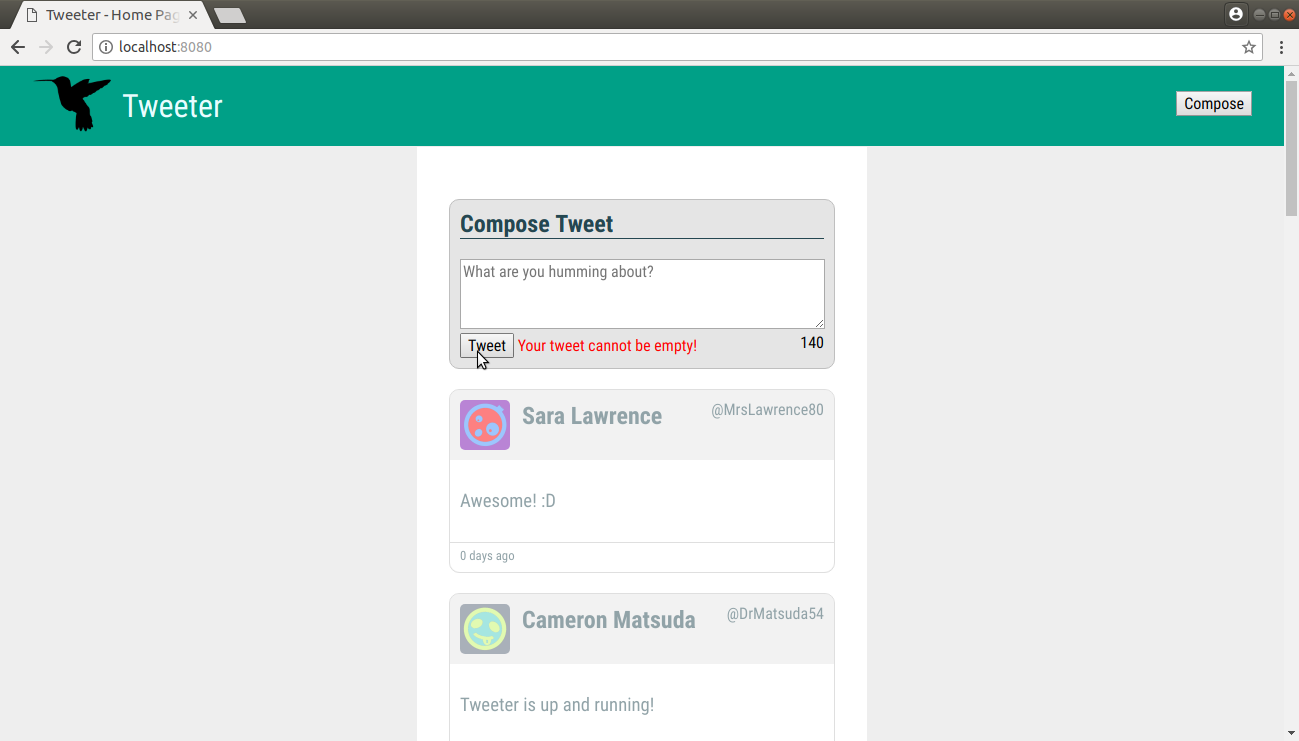 Tweeter - Home Pag
localhost:8080
Tweeter
Compose
Compose Tweet
What are you humming about?
Tweet Your tweet cannot be empty! 140
Sara Lawrence @MrsLawrence80
Awesome! :D
0 days ago
Cameron Matsuda @DrMatsuda54
Tweeter is up and running!